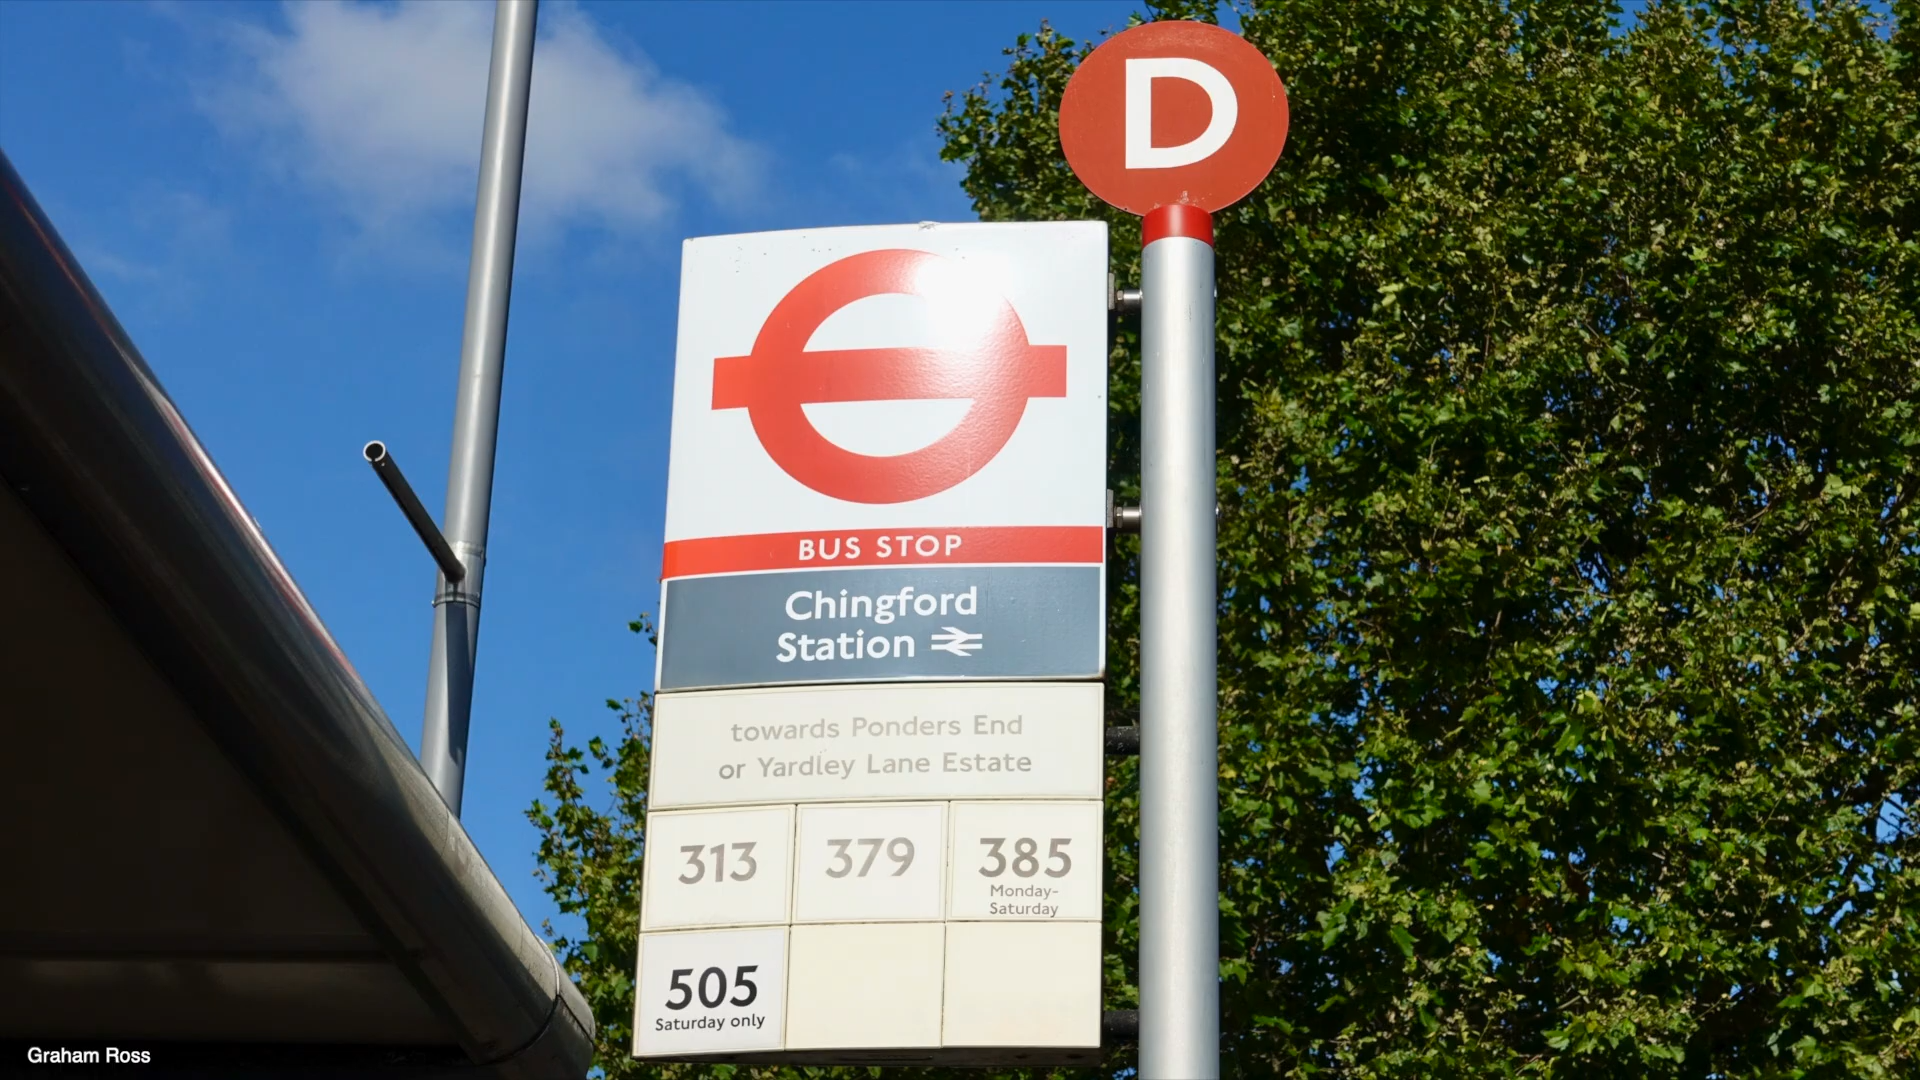 D
BUS STOP
Chingford
Station
towards Ponders End
or Yardley Lane Estate
313 379 385
Monday-
Saturday
505
Saturday only
Graham Ross